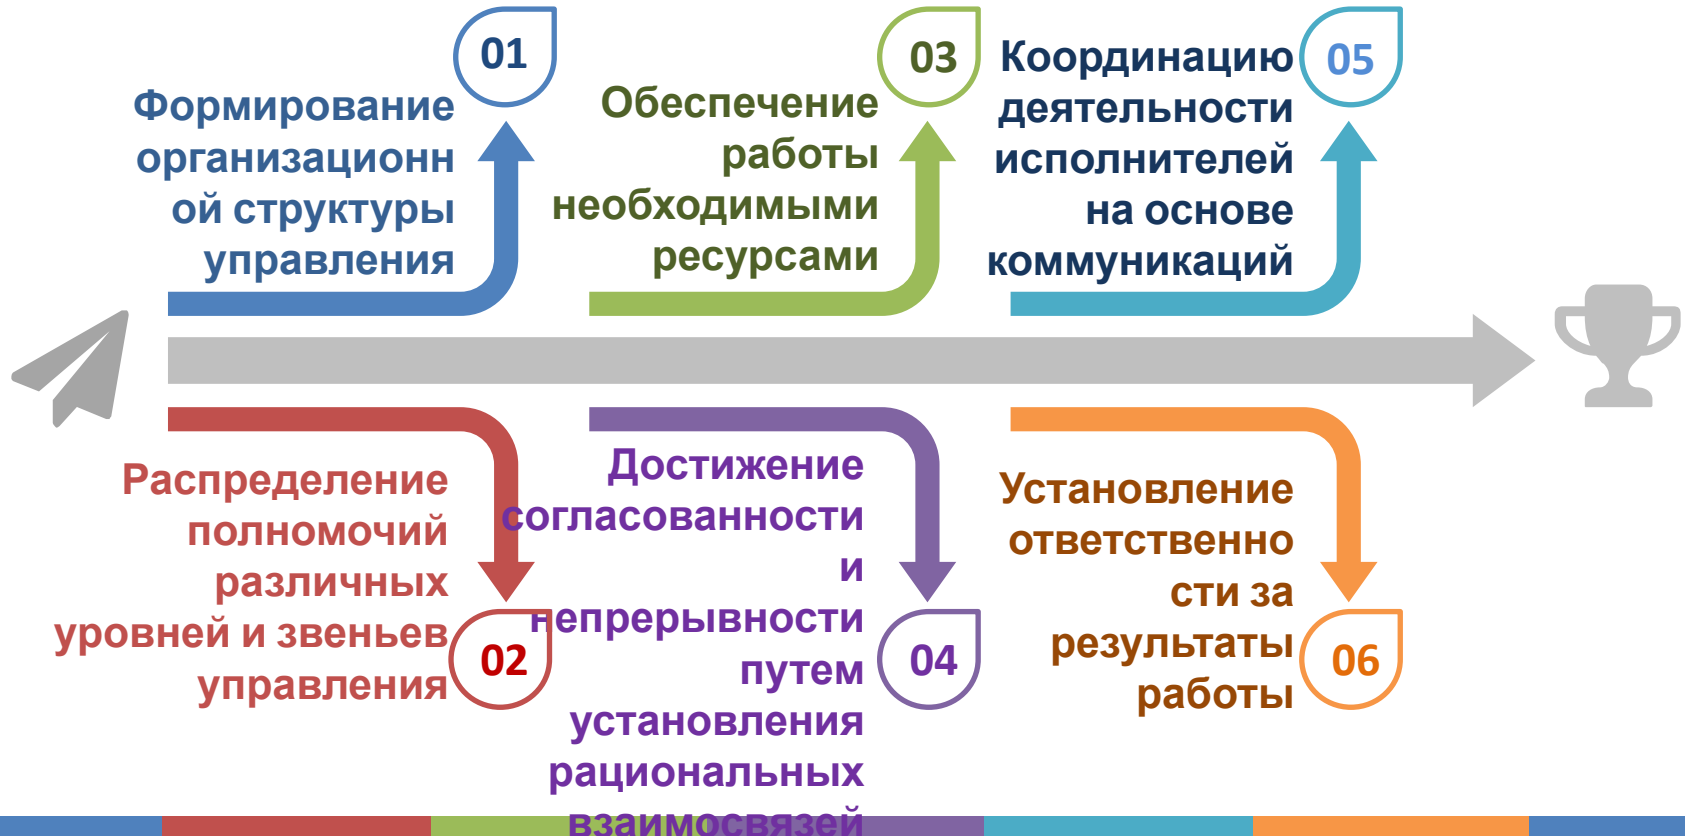 01
Формирование
организационн
ой структуры
управления
02
Распределение
полномочий
различных
уровней и звеньев
управления
03
Обеспечение
работы
необходимыми
ресурсами
04
Достижение
согласованности
и
непрерывности
путем
установления
рациональных
взаимосвязей
05
Координацию
деятельности
исполнителей
на основе
коммуникаций
06
Установление
ответственно
сти за
результаты
работы